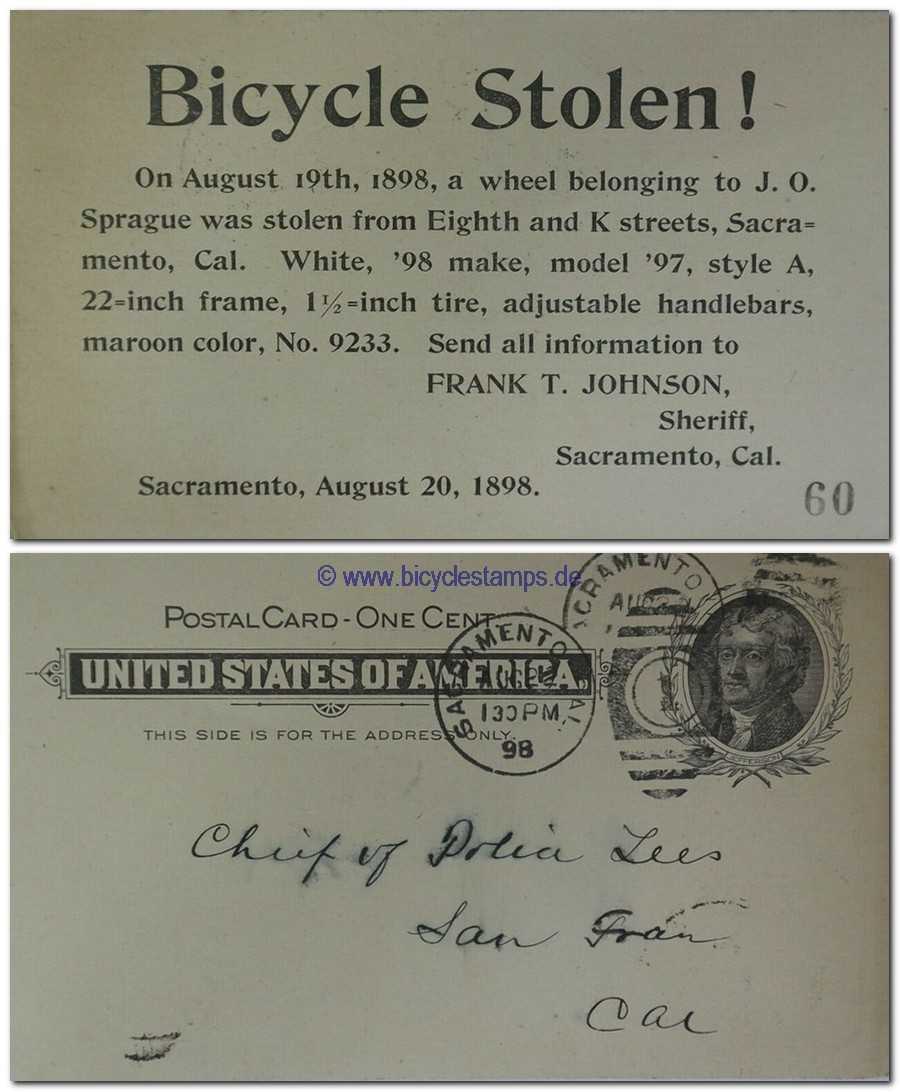 Bicycle Stolen!
On August 19th, 1898, a wheel belonging to J. O.
Sprague was stolen from Eighth and K streets, Sacra=
mento, Cal. White, '98 make, model '97, style A,
22=inch frame, 1½=inch tire, adjustable handlebars,
maroon color, No. 9233. Send all information to
FRANK T. JOHNSON,
Sheriff,
Sacramento, Cal.
Sacramento, August 20, 1898.
60
© www.bicyclestamps.de
POSTAL CARD - ONE CENT.
UNITED STATES OF AMERICA.
THIS SIDE IS FOR THE ADDRESS ONLY.
SACRAMENTO CAL.
130 PM
98
SACRAMENTO
AUG
JEFFERSON
Chief of Police Lees
San Fran
Cal